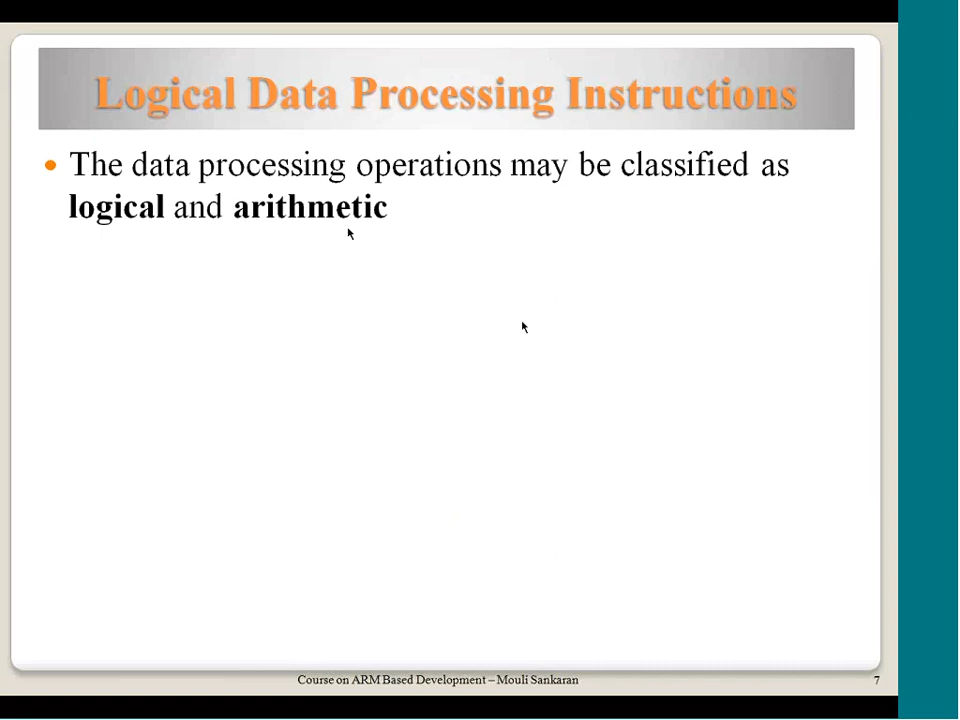 Logical Data Processing Instructions
The data processing operations may be classified as
logical and arithmetic
Course on ARM Based Development – Mouli Sankaran
7